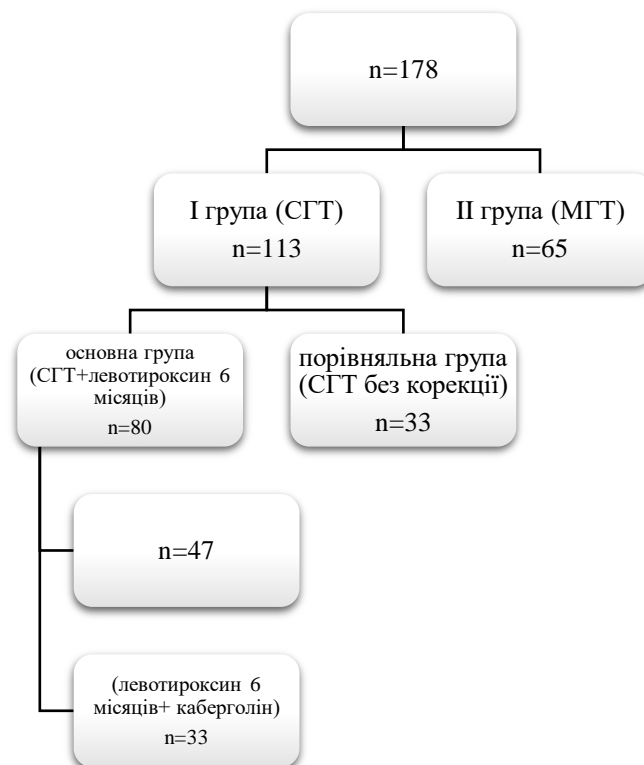 n=178
І група (СГТ)
n=113
ІІ група (МГТ)
n=65
основна група
(СГТ+левотироксин 6
місяців)
n=80
порівняльна група
(СГТ без корекції)
n=33
n=47
(левотироксин 6
місяців+ каберголін)
n=33